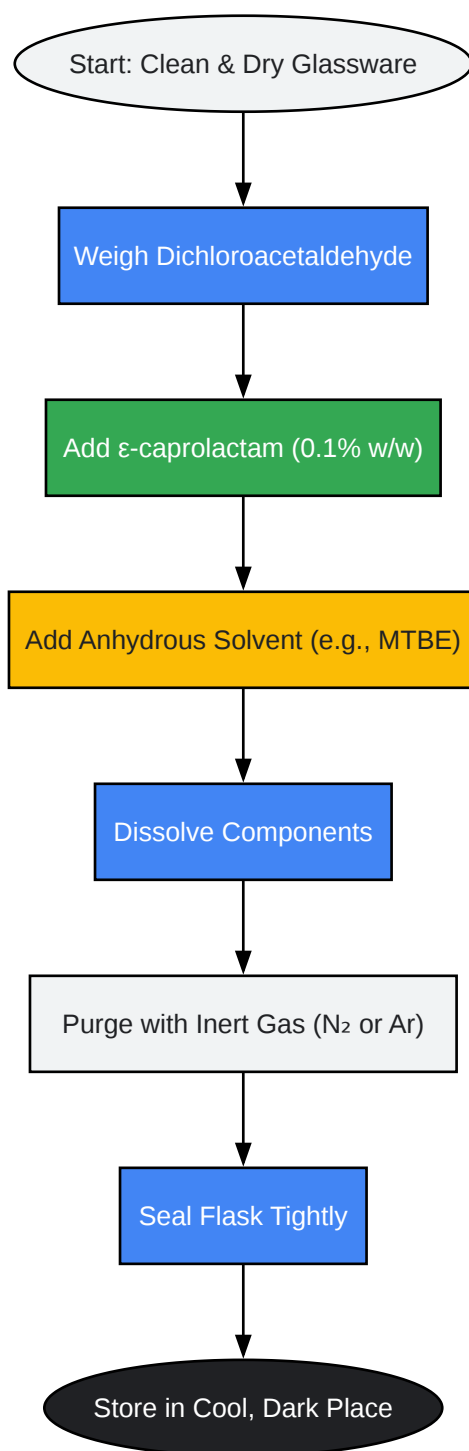 Start: Clean & Dry Glassware
Weigh Dichloroacetaldehyde
Add ε-caprolactam (0.1% w/w)
Add Anhydrous Solvent (e.g., MTBE)
Dissolve Components
Purge with Inert Gas (N₂ or Ar)
Seal Flask Tightly
Store in Cool, Dark Place